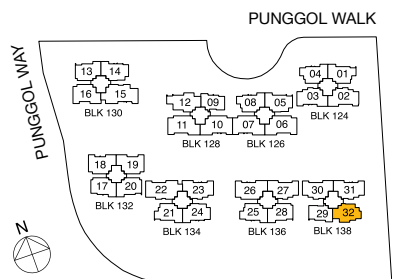 PUNGGOL WALK
PUNGGOL WAY
13 14
16 15
BLK 130
04 01
03 02
BLK 124
12 09
11 10
BLK 128
08 05
07 06
BLK 126
18 19
17 20
BLK 132
22 23
21 24
BLK 134
26 27
25 28
BLK 136
30 31
29 32
BLK 138
N